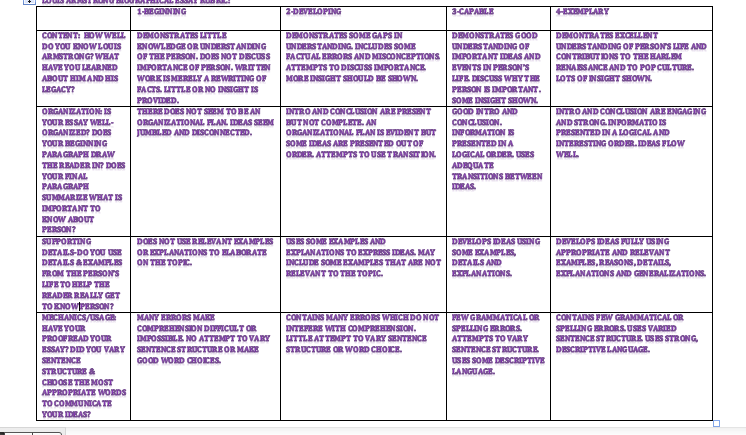 LOUIS ARMSTRONG BIOGRAPHICAL ESSAY RUBRIC:
1-BEGINNING
2-DEVELOPING
3-CAPABLE
4-EXEMPLARY
CONTENT: HOW WELL
DO YOU KNOW LOUIS
ARMSTRONG? WHAT
HAVE YOU LEARNED
ABOUT HIM AND HIS
LEGACY?
DEMONSTRATES LITTLE
KNOWLEDGE OR UNDERSTANDING
OF THE PERSON. DOES NOT DISCUSS
IMPORTANCE OF PERSON. WRITTEN
WORK IS MERELY A REWRITING OF
FACTS. LITTLE OR NO INSIGHT IS
PROVIDED.
DEMONSTRATES SOME GAPS IN
UNDERSTANDING. INCLUDES SOME
FACTUAL ERRORS AND MISCONCEPTIONS.
ATTEMPTS TO DISCUSS IMPORTANCE.
MORE INSIGHT SHOULD BE SHOWN.
DEMONSTRATES GOOD
UNDERSTANDING OF
IMPORTANT IDEAS AND
EVENTS IN PERSON'S
LIFE. DISCUSS WHY THE
PERSON IS IMPORTANT.
SOME INSIGHT SHOWN.
DEMONTRATES EXCELLENT
UNDERSTANDING OF PERSON'S LIFE AND
CONTRIBUTIONS TO THE HARLEM
RENAISSANCE AND TO POP CULTURE.
LOTS OF INSIGHT SHOWN.
ORGANIZATION: IS
YOUR ESSAY WELL-
ORGANIZED? DOES
YOUR BEGINNING
PARAGRAPH DRAW
THE READER IN? DOES
YOUR FINAL
PARAGRAPH
SUMMARIZE WHAT IS
IMPORTANT TO
KNOW ABOUT
PERSON?
THERE DOES NOT SEEM TO BE AN
ORGANIZATIONAL PLAN. IDEAS SEEM
JUMBLED AND DISCONNECTED.
INTRO AND CONCLUSION ARE PRESENT
BUT NOT COMPLETE. AN
ORGANIZATIONAL PLAN IS EVIDENT BUT
SOME IDEAS ARE PRESENTED OUT OF
ORDER. ATTEMPTS TO USE TRANSITION.
GOOD INTRO AND
CONCLUSION.
INFORMATION IS
PRESENTED IN A
LOGICAL ORDER. USES
ADEQUATE
TRANSITIONS BETWEEN
IDEAS.
INTRO AND CONCLUSION ARE ENGAGING
AND STRONG. INFORMATIO IS
PRESENTED IN A LOGICAL AND
INTERESTING ORDER. IDEAS FLOW
WELL.
SUPPORTING
DETAILS-DO YOU USE
DETAILS & EXAMPLES
FROM THE PERSON'S
LIFE TO HELP THE
READER REALLY GET
TO KNOW PERSON?
DOES NOT USE RELEVANT EXAMPLES
OR EXPLANATIONS TO ELABORATE
ON THE TOPIC.
USES SOME EXAMPLES AND
EXPLANATIONS TO EXPRESS IDEAS. MAY
INCLUDE SOME EXAMPLES THAT ARE NOT
RELEVANT TO THE TOPIC.
DEVELOPS IDEAS USING
SOME EXAMPLES,
DETAILS AND
EXPLANATIONS.
DEVELOPS IDEAS FULLY USING
APPROPRIATE AND RELEVANT
EXAMPLES, REASONS, DETAILS,
EXPLANATIONS AND GENERALIZATIONS.
MECHANICS/USAGE:
HAVE YOUR
PROOFREAD YOUR
ESSAY? DID YOU VARY
SENTENCE
STRUCTURE &
CHOOSE THE MOST
APPROPRIATE WORDS
TO COMMUNICATE
YOUR IDEAS?
MANY ERRORS MAKE
COMPREHENSION DIFFICULT OR
IMPOSSIBLE. NO ATTEMPT TO VARY
SENTENCE STRUCTURE OR MAKE
GOOD WORD CHOICES.
CONTAINS MANY ERRORS WHICH DO NOT
INTEFERE WITH COMPREHENSION.
LITTLE ATTEMPT TO VARY SENTENCE
STRUCTURE OR WORD CHOICE.
FEW GRAMMATICAL OR
SPELLING ERRORS.
ATTEMPTS TO VARY
SENTENCE STRUCTURE.
USES SOME DESCRIPTIVE
LANGUAGE.
CONTAINS FEW GRAMMATICAL OR
SPELLING ERRORS. USES VARIED
SENTENCE STRUCTURE. USES STRONG,
DESCRIPTIVE LANGUAGE.